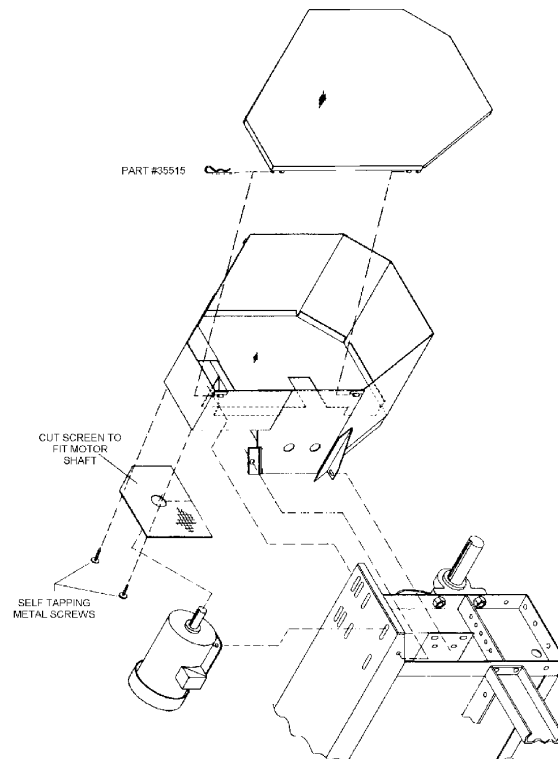 PART #35515
CUT SCREEN TO
FIT MOTOR
SHAFT
SELF TAPPING
METAL SCREWS